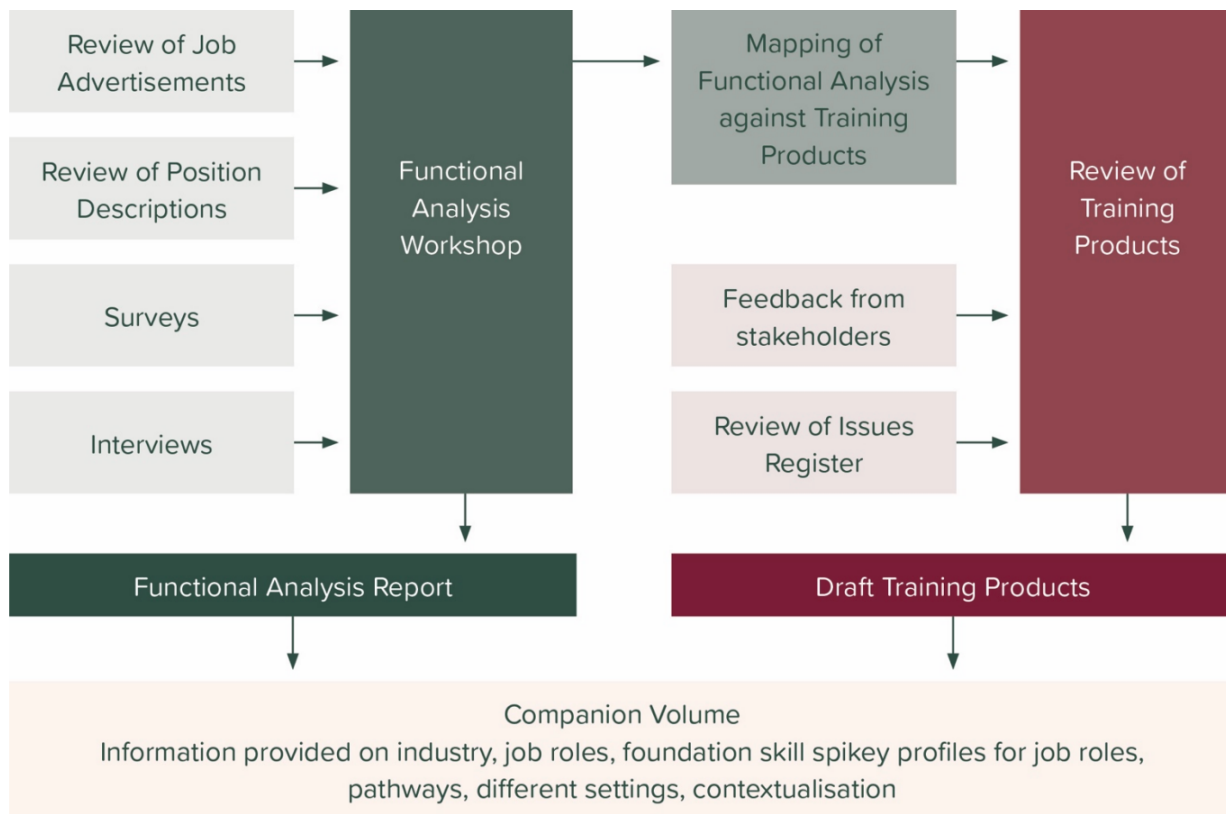 Review of Job
Advertisements
Review of Position
Descriptions
Surveys
Interviews
Functional
Analysis
Workshop
Mapping of
Functional Analysis
against Training
Products
Feedback from
stakeholders
Review of Issues
Register
Review of
Training
Products
Functional Analysis Report
Draft Training Products
Companion Volume
Information provided on industry, job roles, foundation skill spikey profiles for job roles,
pathways, different settings, contextualisation